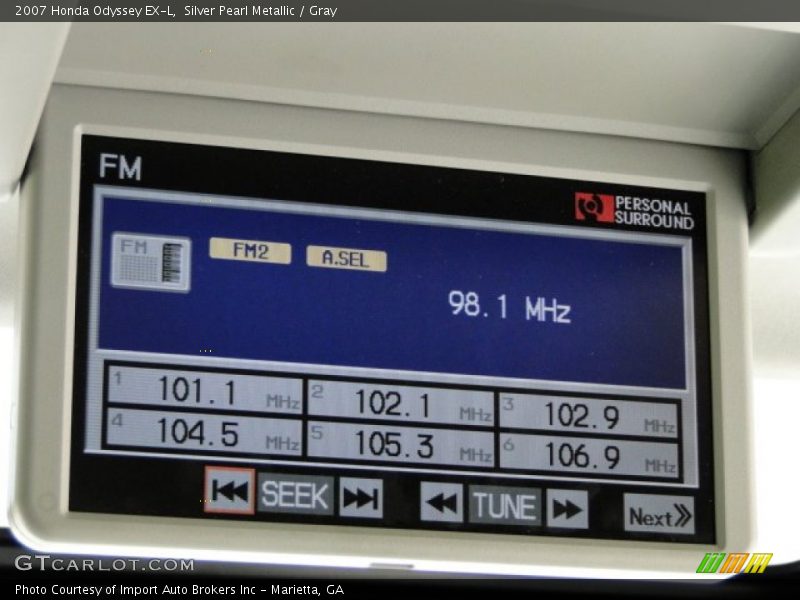 2007 Honda Odyssey EX-L, Silver Pearl Metallic / Gray
FM
PERSONAL
SURROUND
FM
FM2
A.SEL
98.1 MHz
1 101.1 MHz
2 102.1 MHz
3 102.9 MHz
4 104.5 MHz
5 105.3 MHz
6 106.9 MHz
SEEK
TUNE
Next
GTCARLOT.COM
Photo Courtesy of Import Auto Brokers Inc - Marietta, GA